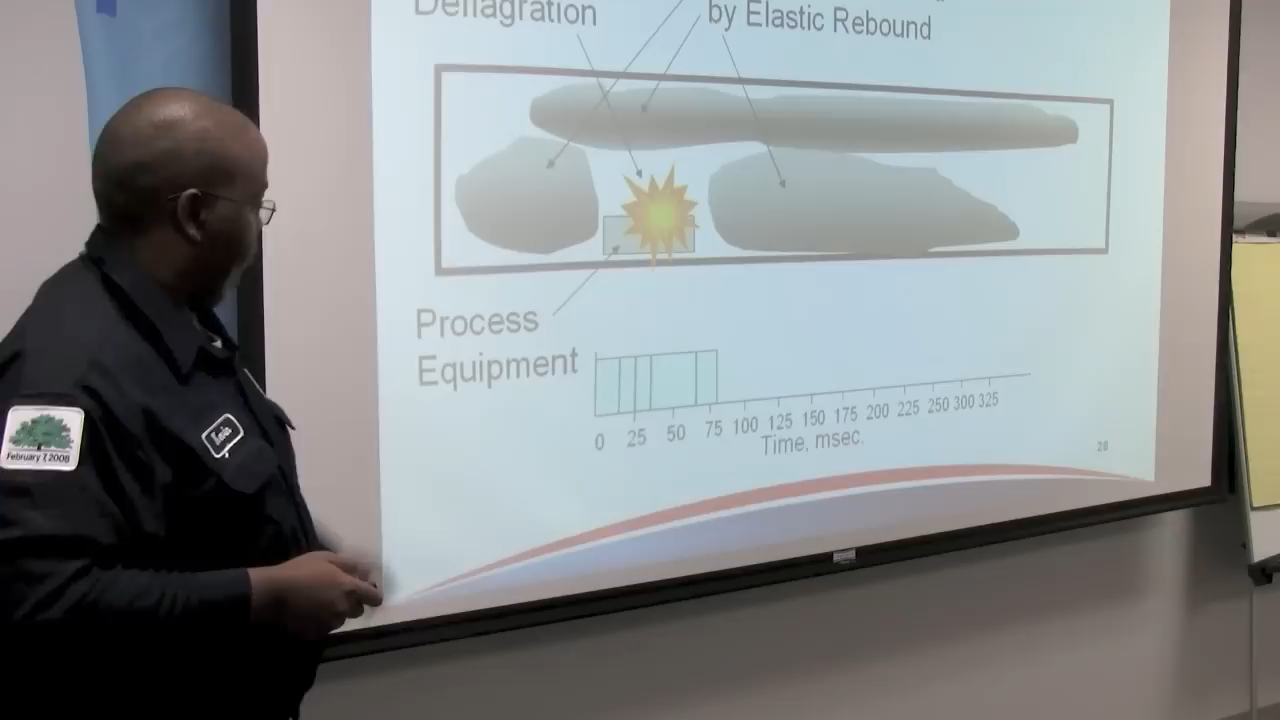 Deflagration
by Elastic Rebound
Process
Equipment
0 25 50 75 100 125 150 175 200 225 250 300 325
Time, msec.
28
February 7, 2008